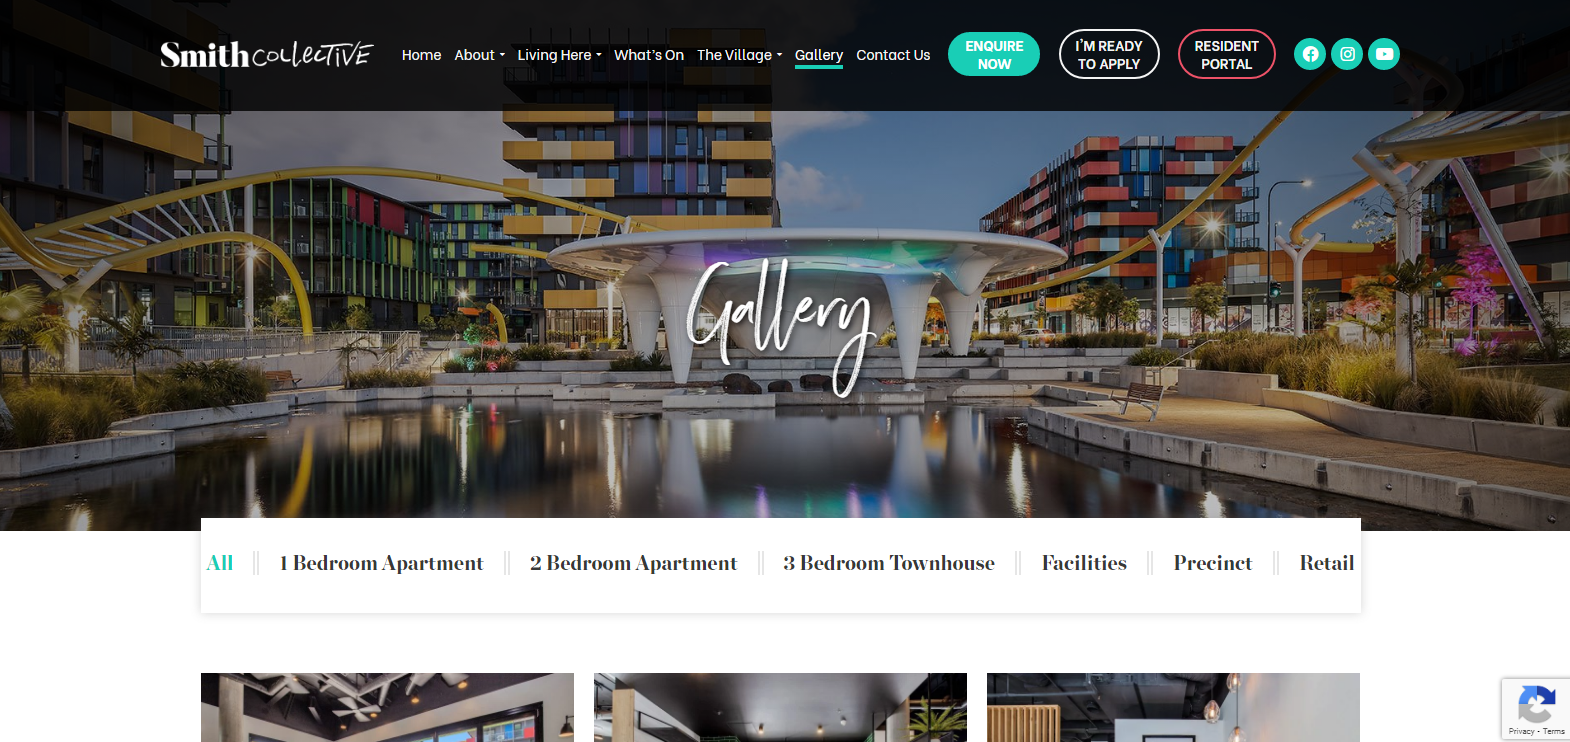 Smith COLLECTIVE
Home About Living Here What's On The Village Gallery Contact Us
ENQUIRE NOW
I'M READY TO APPLY
RESIDENT PORTAL
Gallery
All 1 Bedroom Apartment 2 Bedroom Apartment 3 Bedroom Townhouse Facilities Precinct Retail
Privacy - Terms